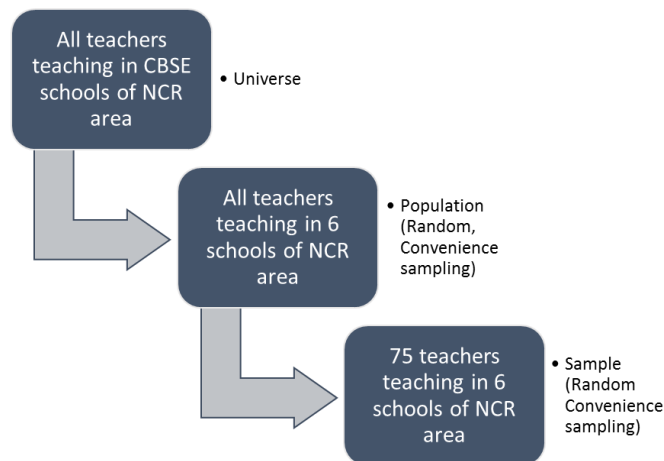 All teachers
teaching in CBSE
schools of NCR
area
• Universe
All teachers
teaching in 6
schools of NCR
area
• Population
(Random,
Convenience
sampling)
75 teachers
teaching in 6
schools of NCR
area
• Sample
(Random
Convenience
sampling)